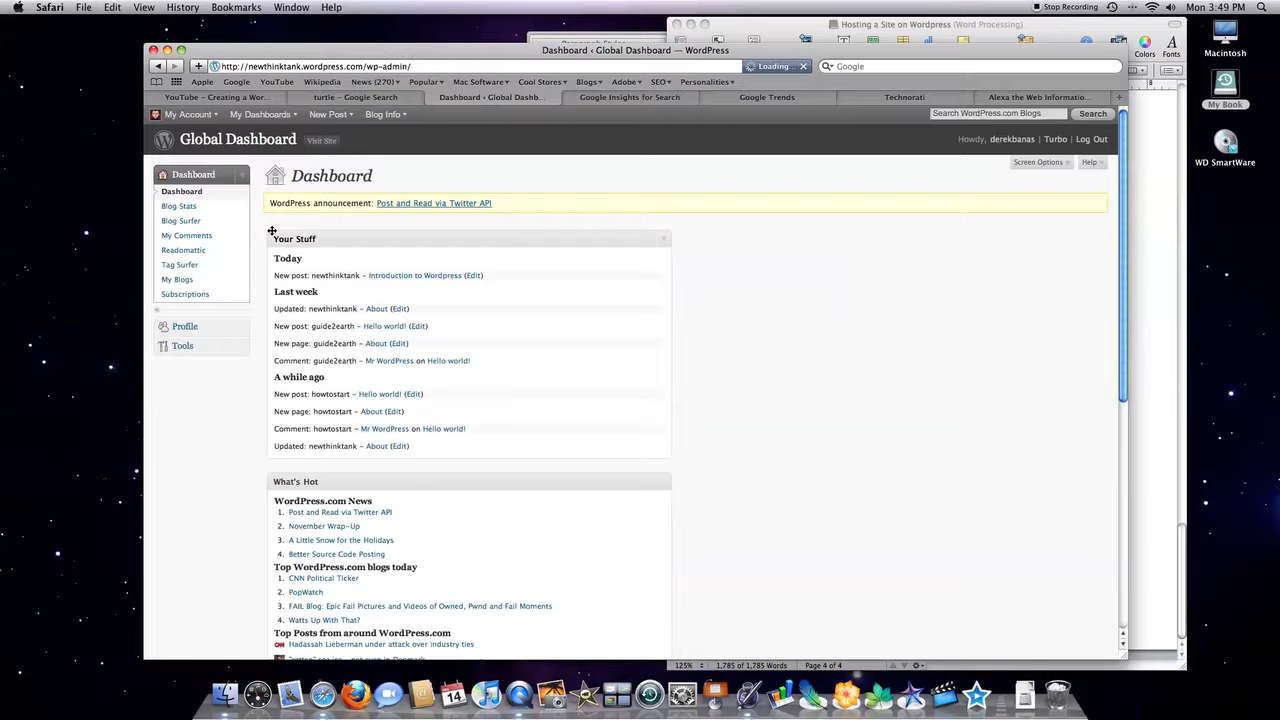 Safari File Edit View History Bookmarks Window Help
Stop Recording Mon 3:49 PM
Hosting a Site on Wordpress (Word Processing)
Colors Fonts
Dashboard ‹ Global Dashboard — WordPress
http://newthinktank.wordpress.com/wp-admin/ Loading... Google
Apple Google YouTube Wikipedia News (270) Popular Mac Software Cool Stores Blogs Adobe SEO Personalities
YouTube - Creating a Wor... turtle - Google Search Dashboard ‹ Global Dashb... Google Insights for Search Google Trends Technorati Alexa the Web Informatio...
My Account My Dashboards New Post Blog Info Search WordPress.com Blogs Search
Global Dashboard Visit Site Howdy, derekbanas Turbo Log Out
Screen Options Help
Dashboard
Dashboard
Blog Stats
Blog Surfer
My Comments
Readomattic
Tag Surfer
My Blogs
Subscriptions
Profile
Tools
Dashboard
WordPress announcement: Post and Read via Twitter API
Your Stuff
Today
New post: newthinktank – Introduction to Wordpress (Edit)
Last week
Updated: newthinktank – About (Edit)
New post: guide2earth – Hello world! (Edit)
New page: guide2earth – About (Edit)
Comment: guide2earth – Mr WordPress on Hello world!
A while ago
New post: howtostart – Hello world! (Edit)
New page: howtostart – About (Edit)
Comment: howtostart – Mr WordPress on Hello world!
Updated: newthinktank – About (Edit)
What's Hot
WordPress.com News
1. Post and Read via Twitter API
2. November Wrap-Up
3. A Little Snow for the Holidays
4. Better Source Code Posting
Top WordPress.com blogs today
1. CNN Political Ticker
2. PopWatch
3. FAIL Blog: Epic Fail Pictures and Videos of Owned, Pwnd and Fail Moments
4. Watts Up With That?
Top Posts from around WordPress.com
CNN Hadassah Lieberman under attack over industry ties
"rotten" sea ice – not even in Denmark
125% 1,785 of 1,785 Words Page 4 of 4
Macintosh
My Book
WD SmartWare
14